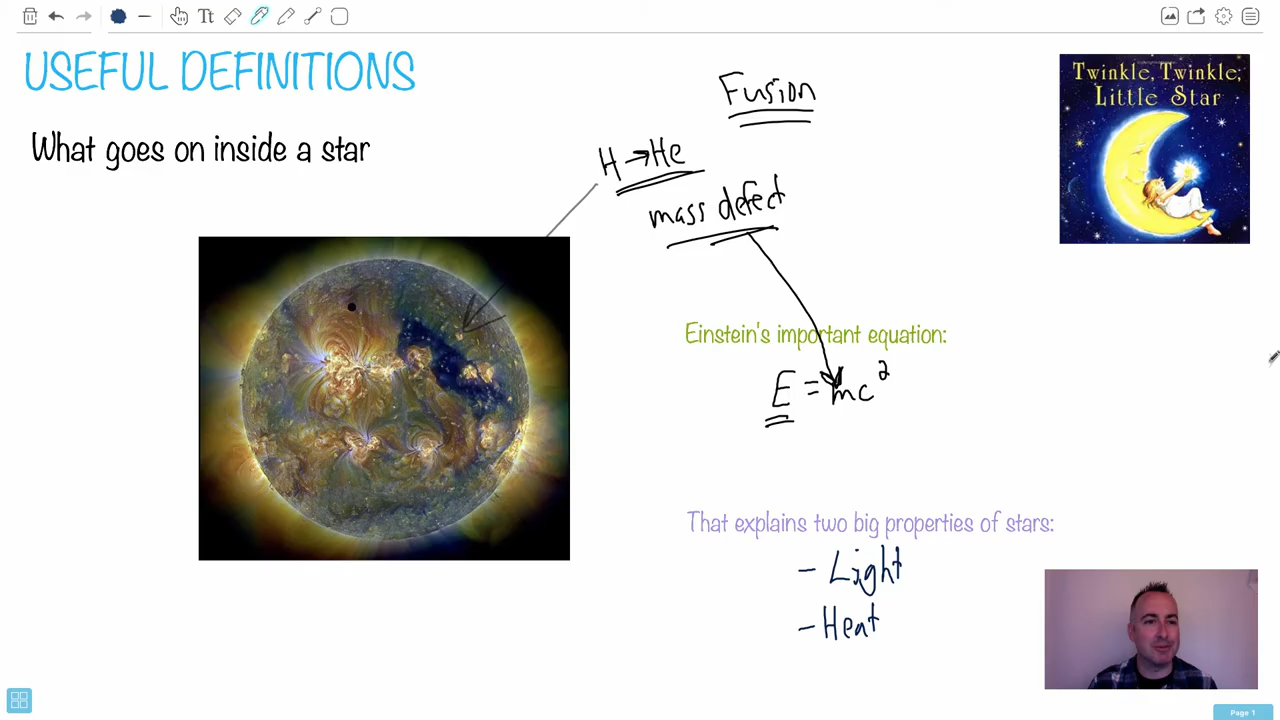 Tt
USEFUL DEFINITIONS
What goes on inside a star
Fusion
H → He
mass defect
Twinkle, Twinkle,
Little Star
Einstein's important equation:
E = mc²
That explains two big properties of stars:
- Light
- Heat
Page 1